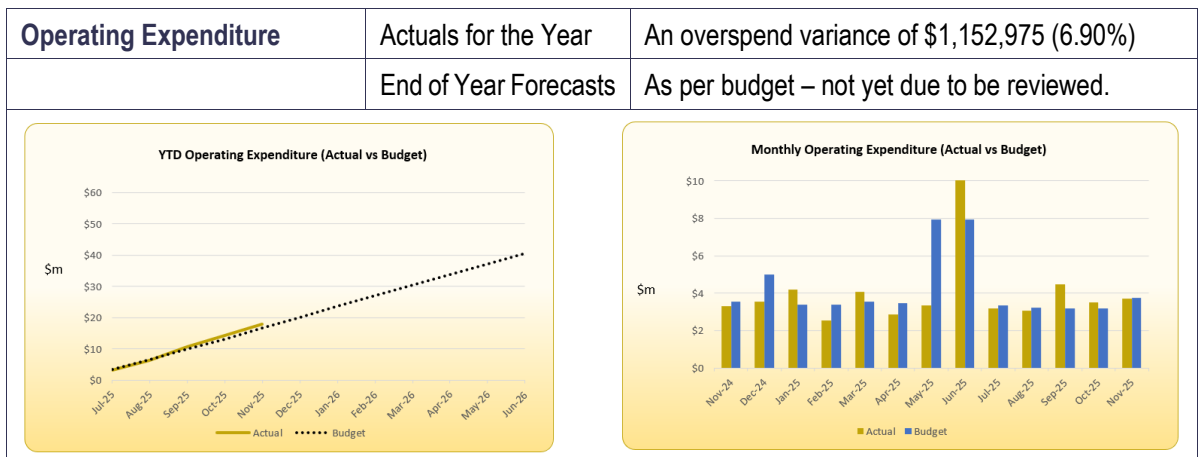 Operating Expenditure
Actuals for the Year
An overspend variance of $1,152,975 (6.90%)
End of Year Forecasts
As per budget – not yet due to be reviewed.
YTD Operating Expenditure (Actual vs Budget)
$m
$60
$50
$40
$30
$20
$10
$0
Jul-25
Aug-25
Sep-25
Oct-25
Nov-25
Dec-25
Jan-26
Feb-26
Mar-26
Apr-26
May-26
Jun-26
Actual
Budget
Monthly Operating Expenditure (Actual vs Budget)
$m
$10
$8
$6
$4
$2
$0
Nov-24
Dec-24
Jan-25
Feb-25
Mar-25
Apr-25
May-25
Jun-25
Jul-25
Aug-25
Sep-25
Oct-25
Nov-25
Actual
Budget